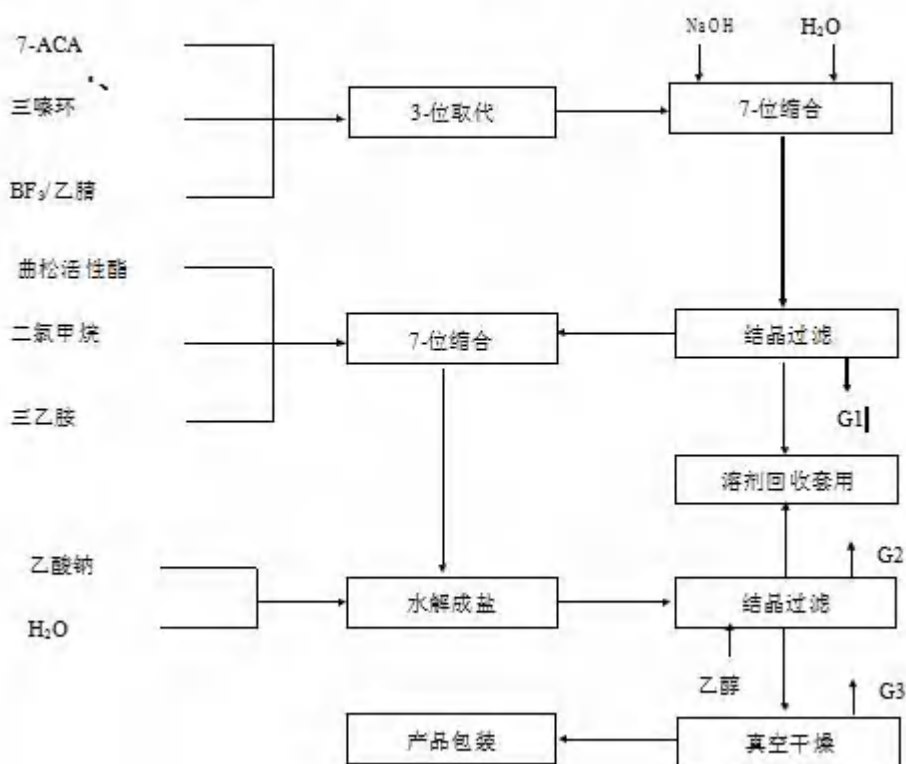 NaOH
H₂O
7-ACA
三嗪环
3-位取代
7-位缩合
BF₃/乙腈
曲松活性酯
二氯甲烷
7-位缩合
结晶过滤
三乙胺
G1
溶剂回收套用
乙酸钠
G2
水解成盐
结晶过滤
H₂O
乙醇
G3
产品包装
真空干燥